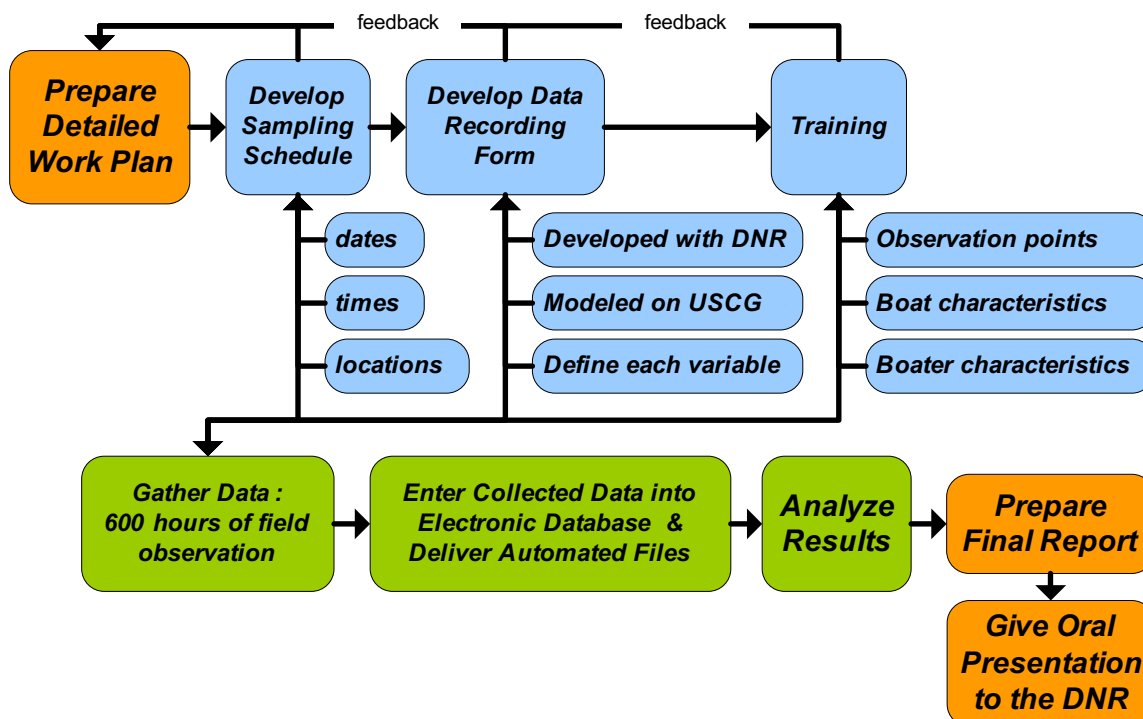 feedback
feedback
Prepare
Detailed
Work Plan
Develop
Sampling
Schedule
Develop Data
Recording
Form
Training
dates
times
locations
Developed with DNR
Modeled on USCG
Define each variable
Observation points
Boat characteristics
Boater characteristics
Gather Data :
600 hours of field
observation
Enter Collected Data into
Electronic Database &
Deliver Automated Files
Analyze
Results
Prepare
Final Report
Give Oral
Presentation
to the DNR